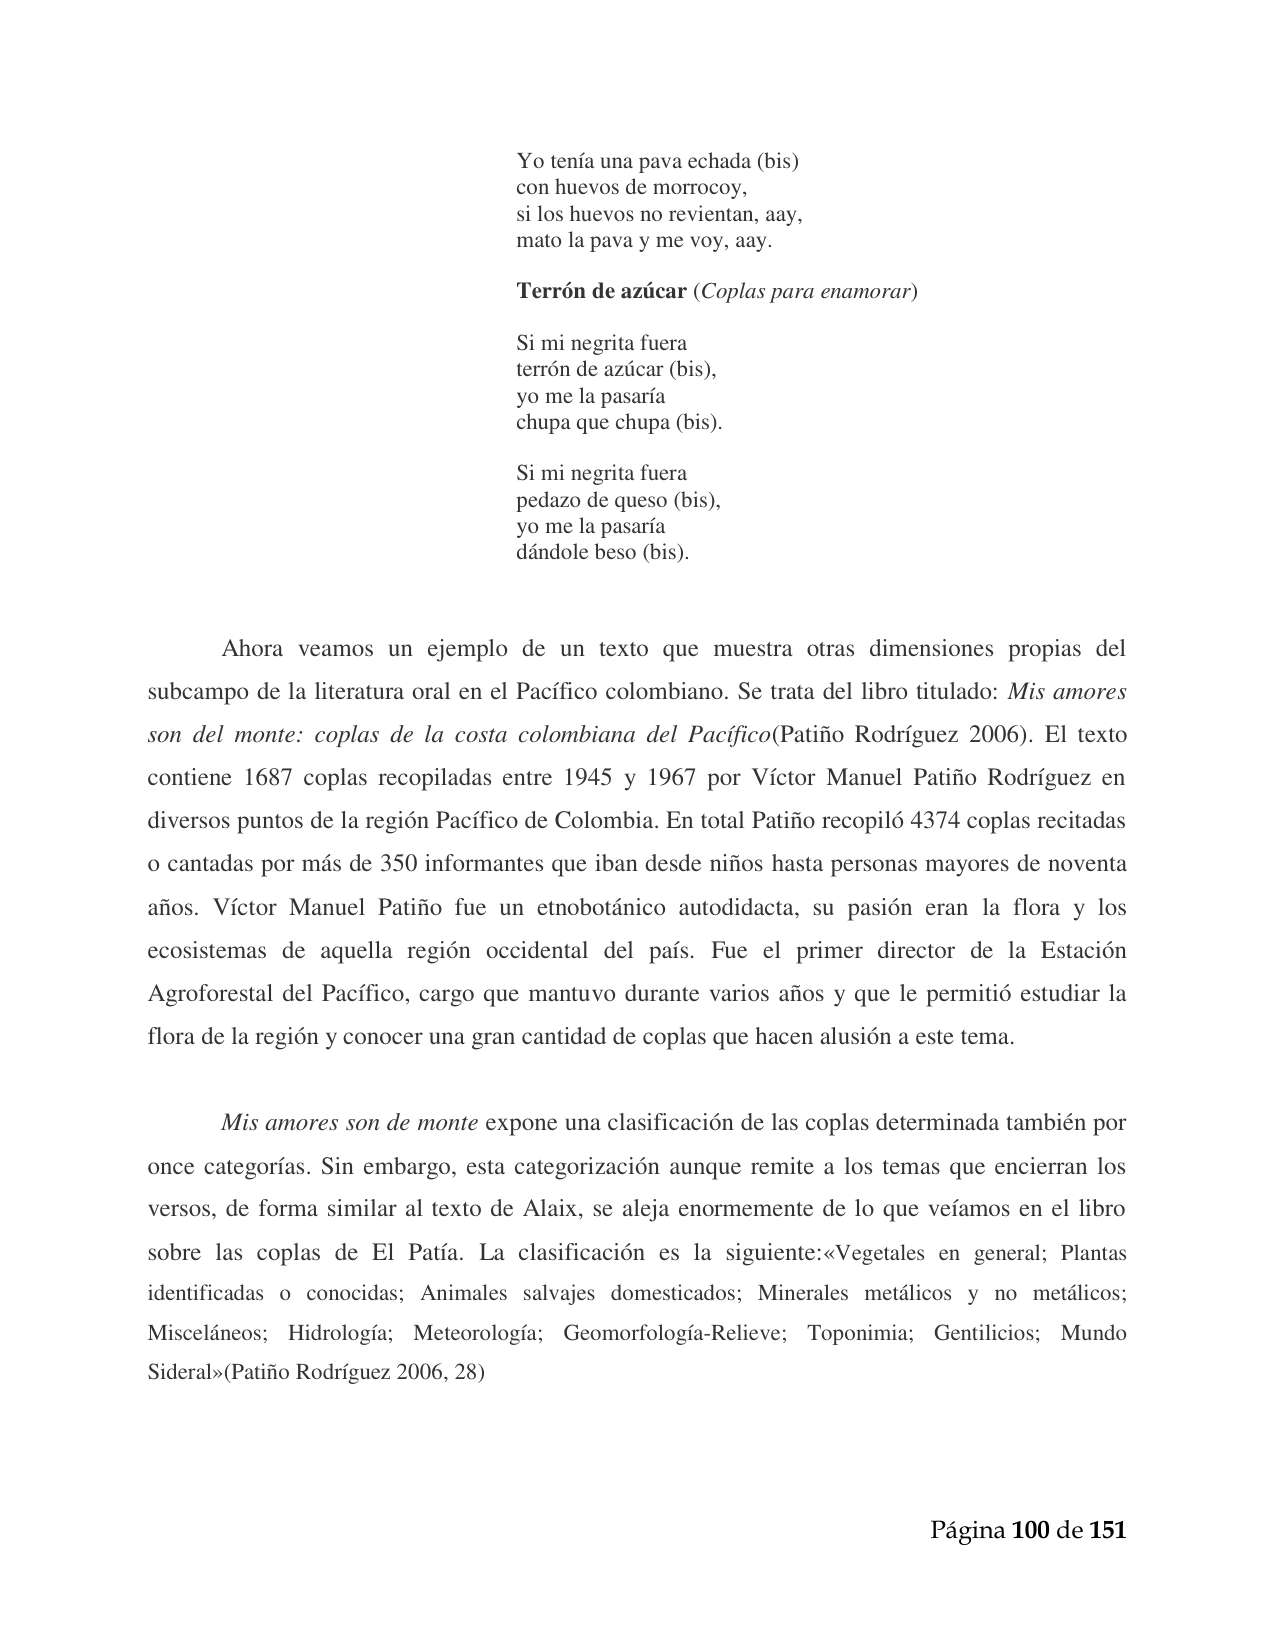 Yo tenía una pava echada (bis)
con huevos de morrocoy,
si los huevos no revientan, aay,
mato la pava y me voy, aay.
Terrón de azúcar (Coplas para enamorar)
Si mi negrita fuera
terrón de azúcar (bis),
yo me la pasaría
chupa que chupa (bis).
Si mi negrita fuera
pedazo de queso (bis),
yo me la pasaría
dándole beso (bis).
Ahora veamos un ejemplo de un texto que muestra otras dimensiones propias del
subcampo de la literatura oral en el Pacífico colombiano. Se trata del libro titulado: Mis amores
son del monte: coplas de la costa colombiana del Pacífico(Patiño Rodríguez 2006). El texto
contiene 1687 coplas recopiladas entre 1945 y 1967 por Víctor Manuel Patiño Rodríguez en
diversos puntos de la región Pacífico de Colombia. En total Patiño recopiló 4374 coplas recitadas
o cantadas por más de 350 informantes que iban desde niños hasta personas mayores de noventa
años. Víctor Manuel Patiño fue un etnobotánico autodidacta, su pasión eran la flora y los
ecosistemas de aquella región occidental del país. Fue el primer director de la Estación
Agroforestal del Pacífico, cargo que mantuvo durante varios años y que le permitió estudiar la
flora de la región y conocer una gran cantidad de coplas que hacen alusión a este tema.
Mis amores son de monte expone una clasificación de las coplas determinada también por
once categorías. Sin embargo, esta categorización aunque remite a los temas que encierran los
versos, de forma similar al texto de Alaix, se aleja enormemente de lo que veíamos en el libro
sobre las coplas de El Patía. La clasificación es la siguiente:«Vegetales en general; Plantas
identificadas o conocidas; Animales salvajes domesticados; Minerales metálicos y no metálicos;
Misceláneos; Hidrología; Meteorología; Geomorfología-Relieve; Toponimia; Gentilicios; Mundo
Sideral»(Patiño Rodríguez 2006, 28)
Página 100 de 151